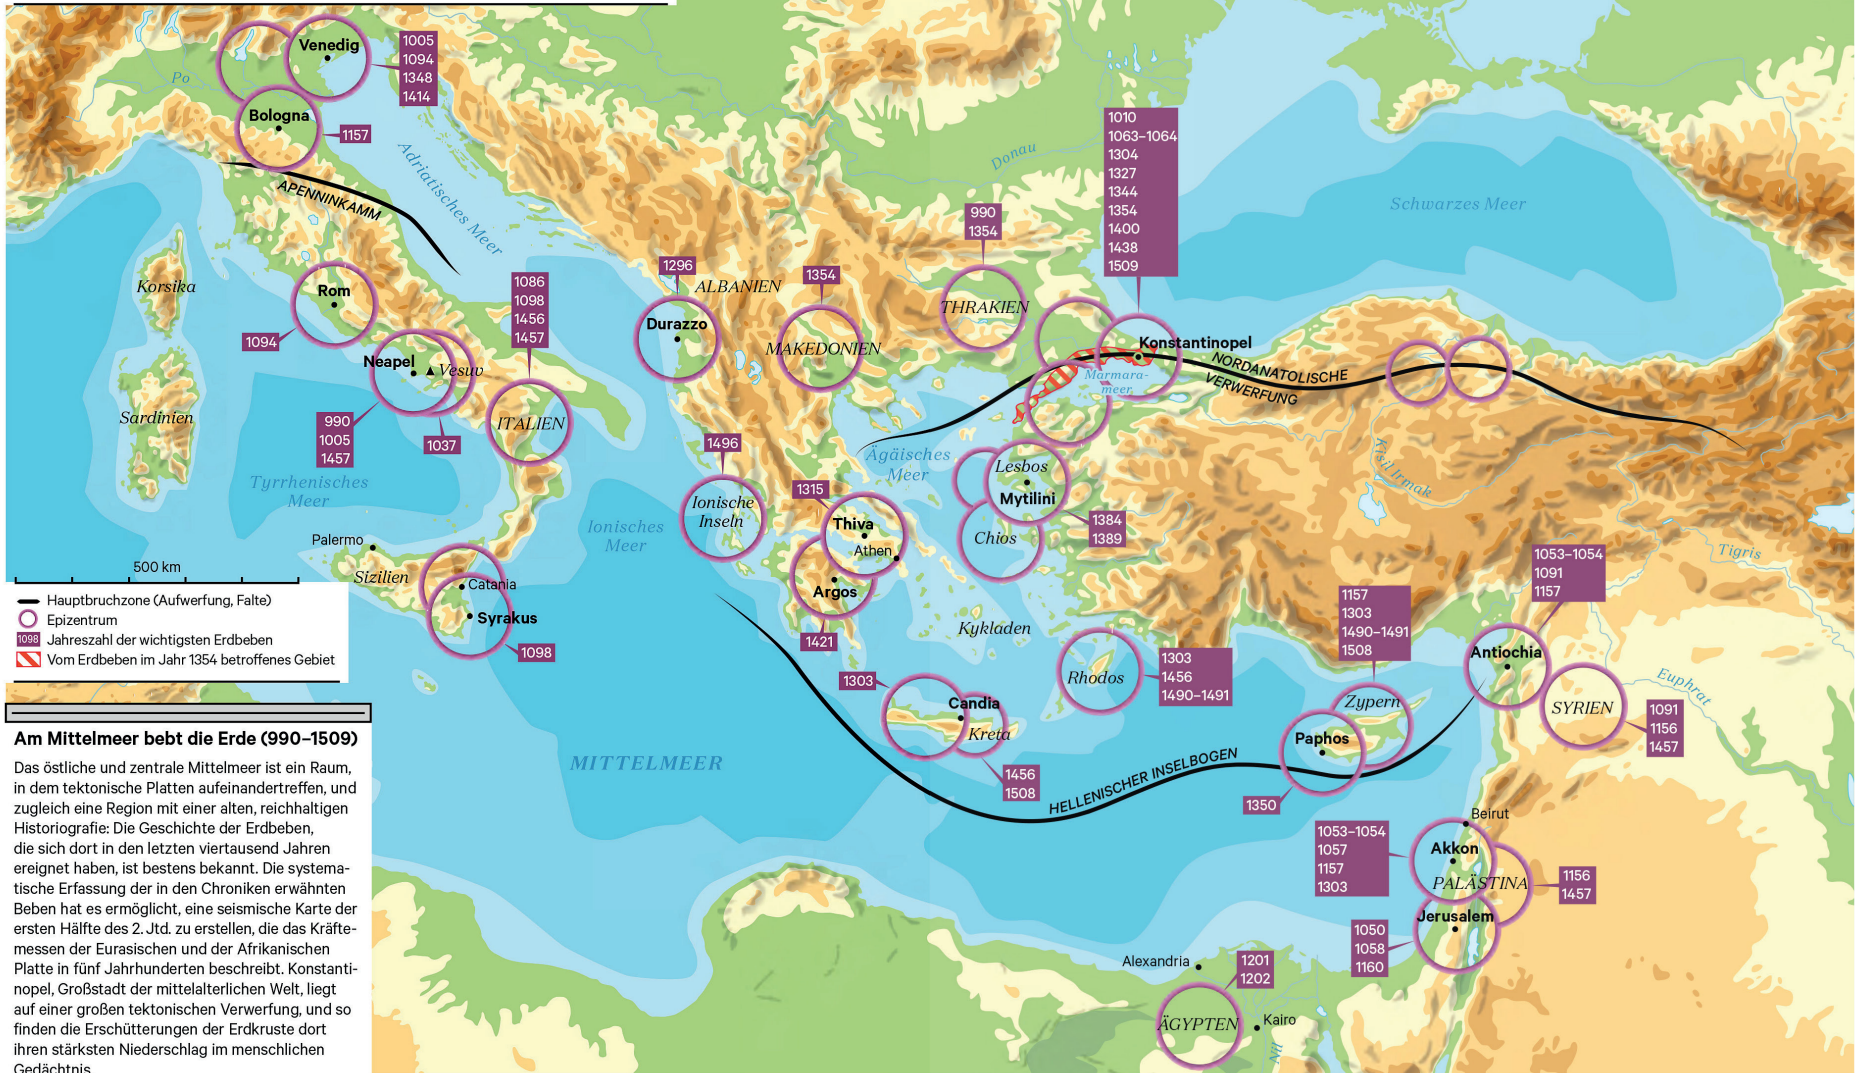 Venedig
1005
1094
1348
1414
Po
Bologna
1157
Adriatisches Meer
APENNINKAMM
Korsika
Rom
1094
Neapel
Vesuv
990
1005
1457
1037
1086
1098
1456
1457
ITALIEN
Sardinien
Tyrrhenisches
Meer
Palermo
Sizilien
Catania
Syrakus
1098
1296
ALBANIEN
Durazzo
1354
MAKEDONIEN
990
1354
THRAKIEN
Donau
1010
1063–1064
1304
1327
1344
1354
1400
1438
1509
Schwarzes Meer
Konstantinopel
Marmara-
meer
NORDANATOLISCHE
VERWERFUNG
Kisil Irmak
Ägäisches
Meer
1496
Ionische
Inseln
Ionisches
Meer
1315
Thiva
Athen
Argos
1421
Lesbos
Mytilini
1384
1389
Chios
Kykladen
Rhodos
1303
1456
1490–1491
1303
Candia
Kreta
1456
1508
MITTELMEER
HELLENISCHER INSELBOGEN
1157
1303
1490–1491
1508
Zypern
Paphos
1350
1053–1054
1091
1157
Antiochia
Tigris
Euphrat
SYRIEN
1091
1156
1457
Beirut
1053–1054
1057
1157
1303
Akkon
PALÄSTINA
1156
1457
Jerusalem
1050
1058
1160
Alexandria
1201
1202
ÄGYPTEN
Kairo
Nil
500 km
Hauptbruchzone (Aufwerfung, Falte)
Epizentrum
1098 Jahreszahl der wichtigsten Erdbeben
Vom Erdbeben im Jahr 1354 betroffenes Gebiet
Am Mittelmeer bebt die Erde (990–1509)
Das östliche und zentrale Mittelmeer ist ein Raum,
in dem tektonische Platten aufeinandertreffen, und
zugleich eine Region mit einer alten, reichhaltigen
Historiografie: Die Geschichte der Erdbeben,
die sich dort in den letzten viertausend Jahren
ereignet haben, ist bestens bekannt. Die systema-
tische Erfassung der in den Chroniken erwähnten
Beben hat es ermöglicht, eine seismische Karte der
ersten Hälfte des 2. Jtd. zu erstellen, die das Kräfte-
messen der Eurasischen und der Afrikanischen
Platte in fünf Jahrhunderten beschreibt. Konstanti-
nopel, Großstadt der mittelalterlichen Welt, liegt
auf einer großen tektonischen Verwerfung, und so
finden die Erschütterungen der Erdkruste dort
ihren stärksten Niederschlag im menschlichen
Gedächtnis.